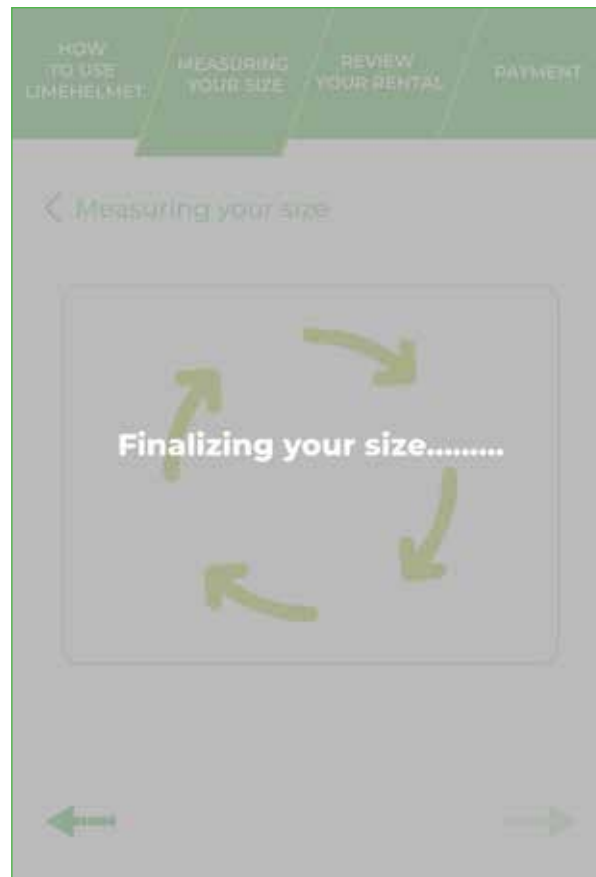 HOW
TO USE
LIMEHELMET
MEASURING
YOUR SIZE
REVIEW
YOUR RENTAL
PAYMENT
Measuring your size
Finalizing your size.........